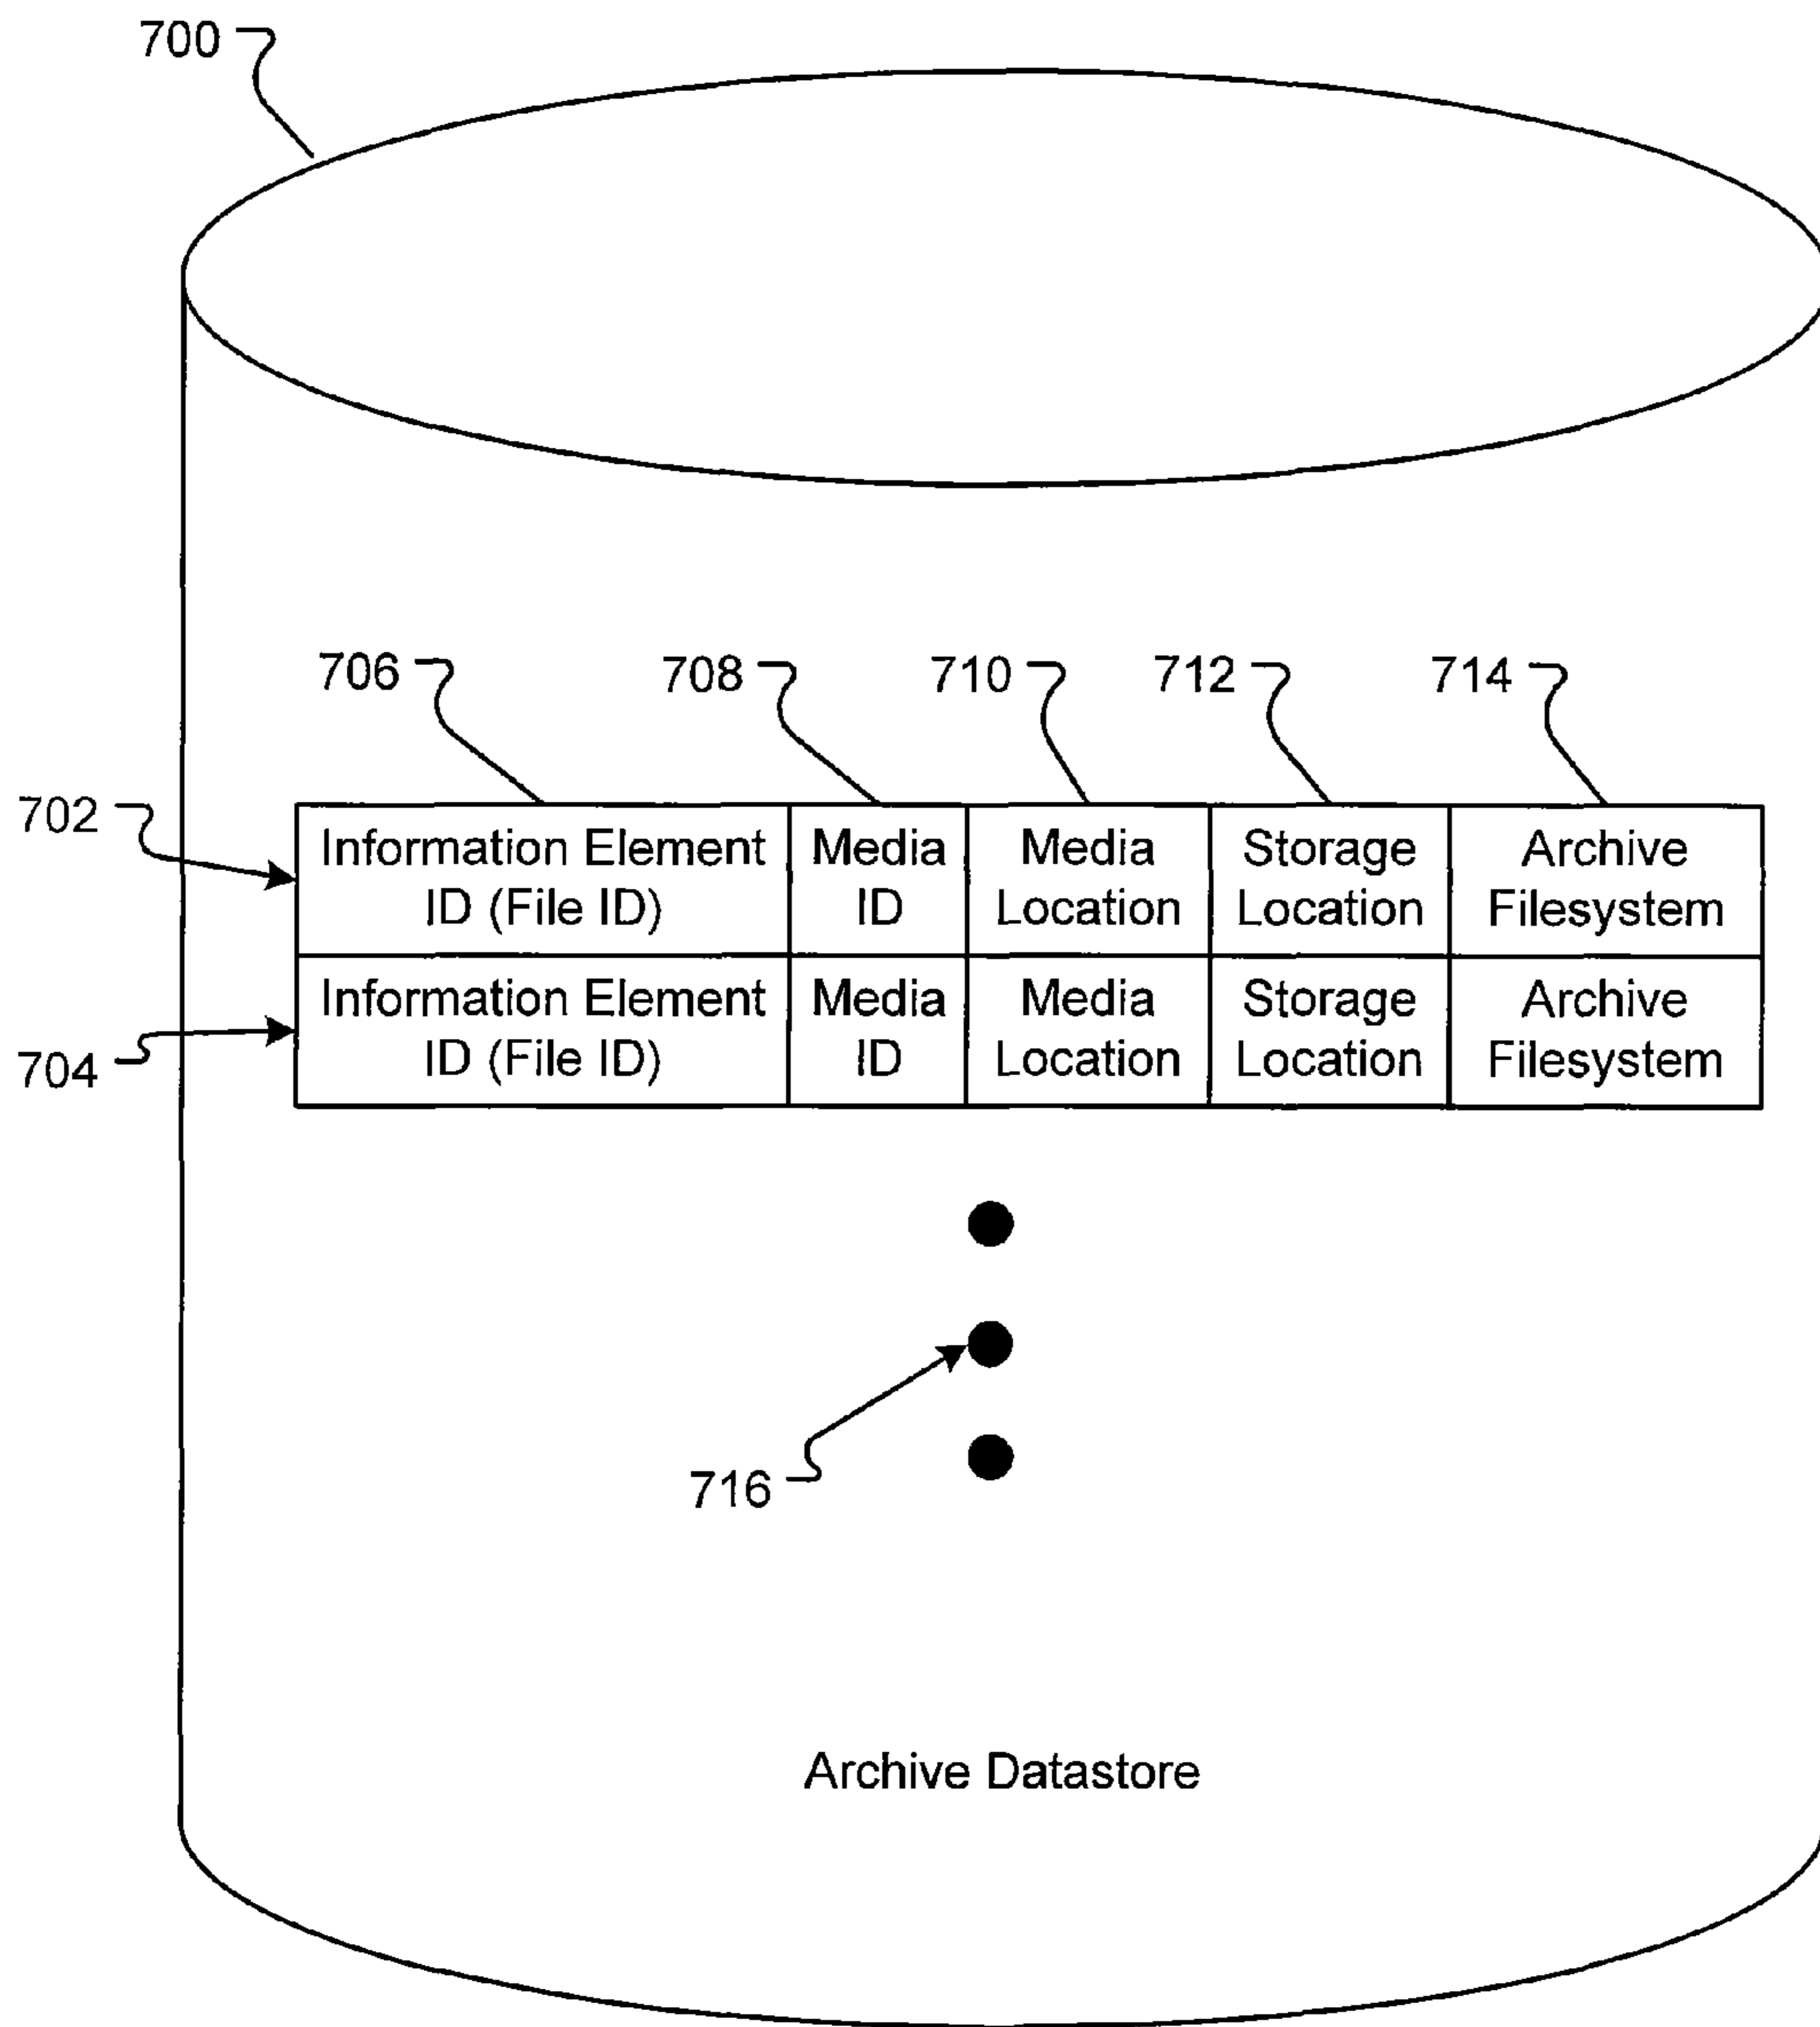 700
706 708 710 712 714
702
Information Element ID (File ID) Media ID Media Location Storage Location Archive Filesystem
704
Information Element ID (File ID) Media ID Media Location Storage Location Archive Filesystem
716
Archive Datastore